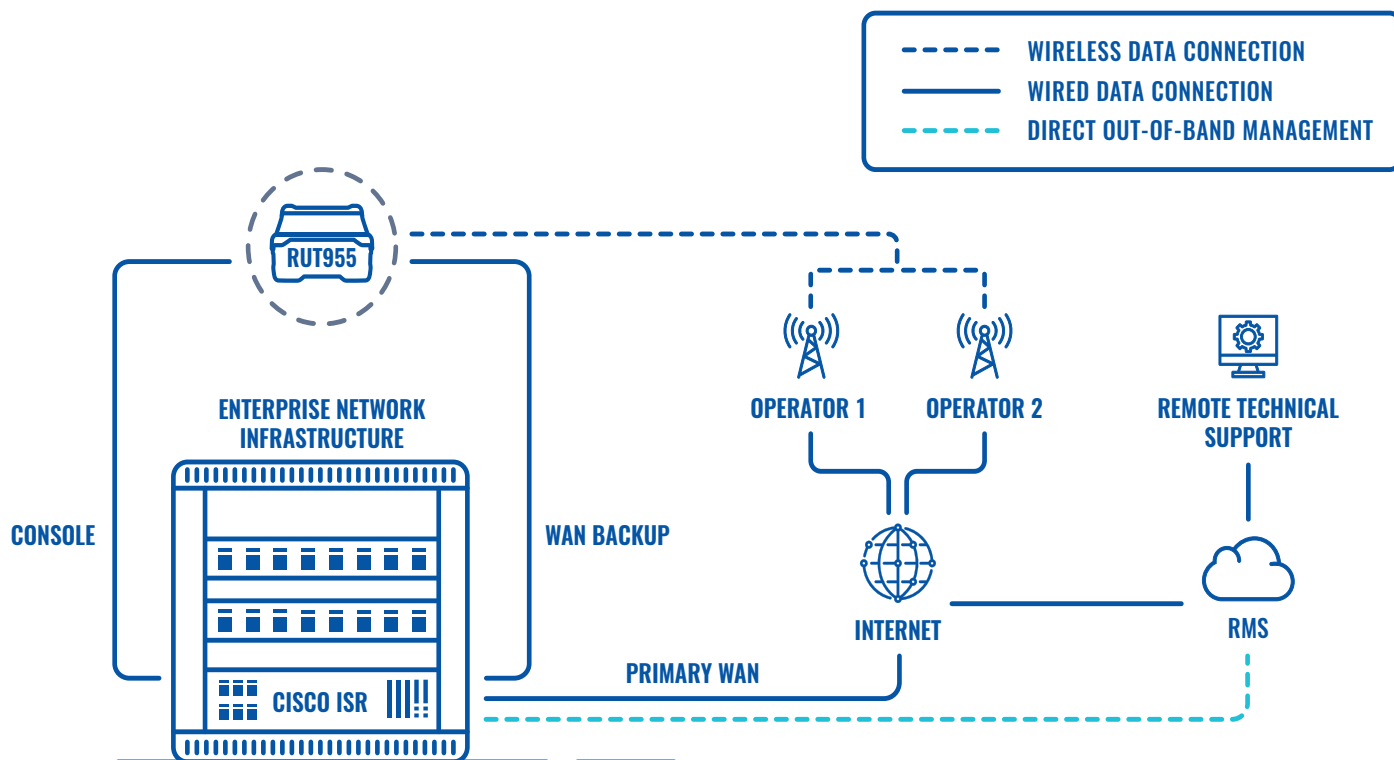 WIRELESS DATA CONNECTION
WIRED DATA CONNECTION
DIRECT OUT-OF-BAND MANAGEMENT
RUT955
OPERATOR 1
OPERATOR 2
REMOTE TECHNICAL
SUPPORT
ENTERPRISE NETWORK
INFRASTRUCTURE
CONSOLE
WAN BACKUP
INTERNET
RMS
PRIMARY WAN
CISCO ISR